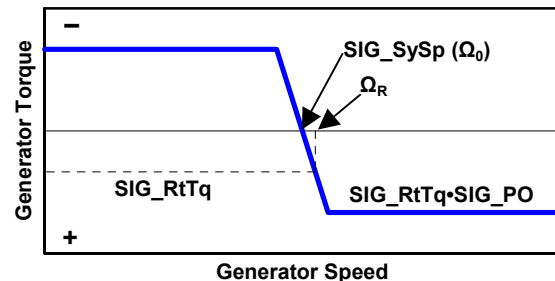 −
SIG_SySp (Ω₀)
Ω_R
Generator Torque
SIG_RtTq
SIG_RtTq•SIG_PO
+
Generator Speed